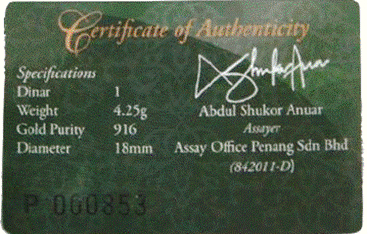 Certificate of Authenticity
Specifications
Dinar 1
Weight 4.25g
Gold Purity 916
Diameter 18mm
Abdul Shukor Anuar
Assayer
Assay Office Penang Sdn Bhd
(842011-D)
P 000853